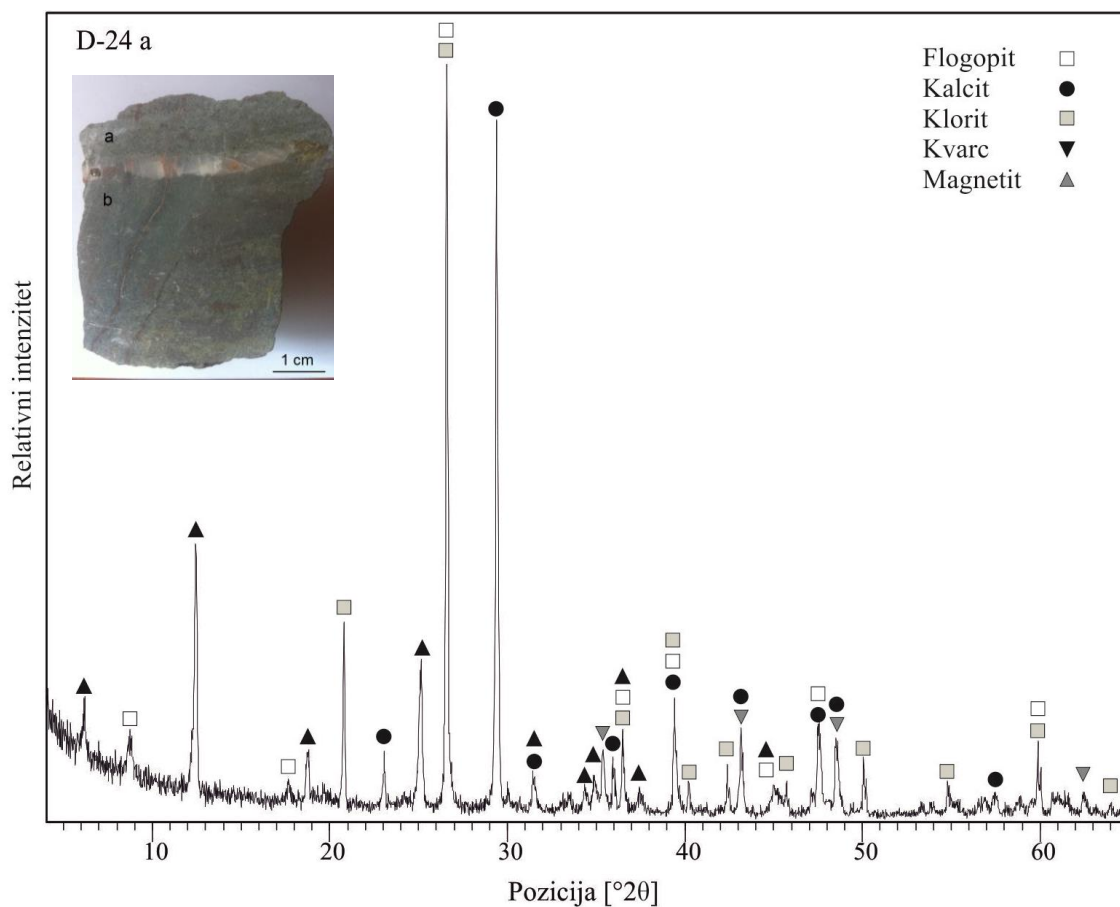 D-24 a
Flogopit
Kalcit
Klorit
Kvarc
Magnetit
a
b
1 cm
Relativni intenzitet
10 20 30 40 50 60
Pozicija [°2θ]